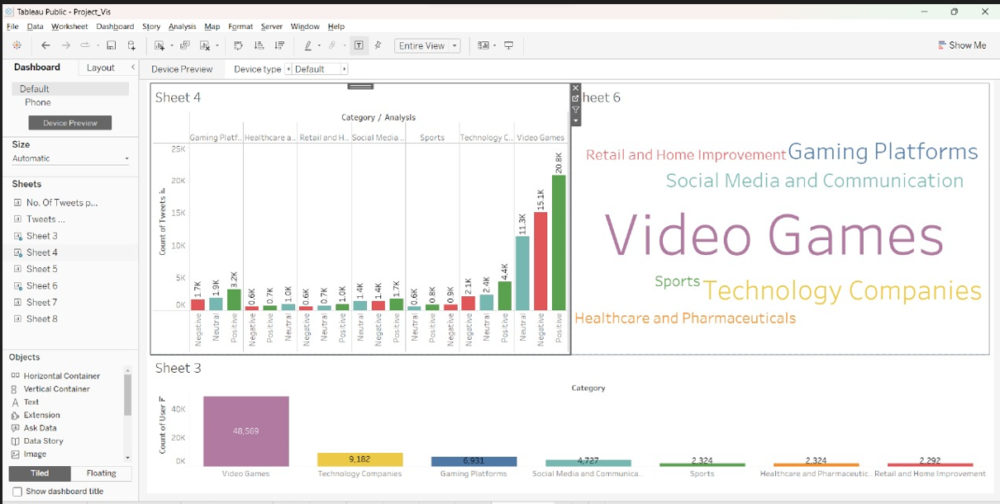 Tableau Public - Project_Vis
File Data Worksheet Dashboard Story Analysis Map Format Server Window Help
Entire View
Show Me
Dashboard Layout
Device Preview Device type Default
Default
Phone
Device Preview
Size
Automatic
Sheets
No. Of Tweets p...
Tweets ...
Sheet 3
Sheet 4
Sheet 5
Sheet 6
Sheet 7
Sheet 8
Objects
Horizontal Container
Vertical Container
Text
Extension
Ask Data
Data Story
Image
Tiled Floating
Show dashboard title
Sheet 4
Category / Analysis
Gaming Platf.. Healthcare a.. Retail and H.. Social Media .. Sports Technology C.. Video Games
Count of Tweets
25K
20K
15K
10K
5K
0K
1.7K 1.9K 3.2K 0.6K 0.7K 1.0K 0.6K 0.7K 1.0K 1.4K 1.4K 1.7K 0.6K 0.8K 0.9K 2.1K 2.4K 4.4K 11.3K 15.1K 20.8K
Negative Neutral Positive Negative Positive Neutral Negative Neutral Positive Neutral Negative Positive Neutral Positive Negative Negative Neutral Positive Neutral Negative Positive
heet 6
Retail and Home Improvement Gaming Platforms
Social Media and Communication
Video Games
Sports Technology Companies
Healthcare and Pharmaceuticals
Sheet 3
Category
Count of User
40K
20K
0K
48,569 9,182 6,931 4,727 2,324 2,324 2,292
Video Games Technology Companies Gaming Platforms Social Media and Communica... Sports Healthcare and Pharmaceutic.. Retail and Home Improvement